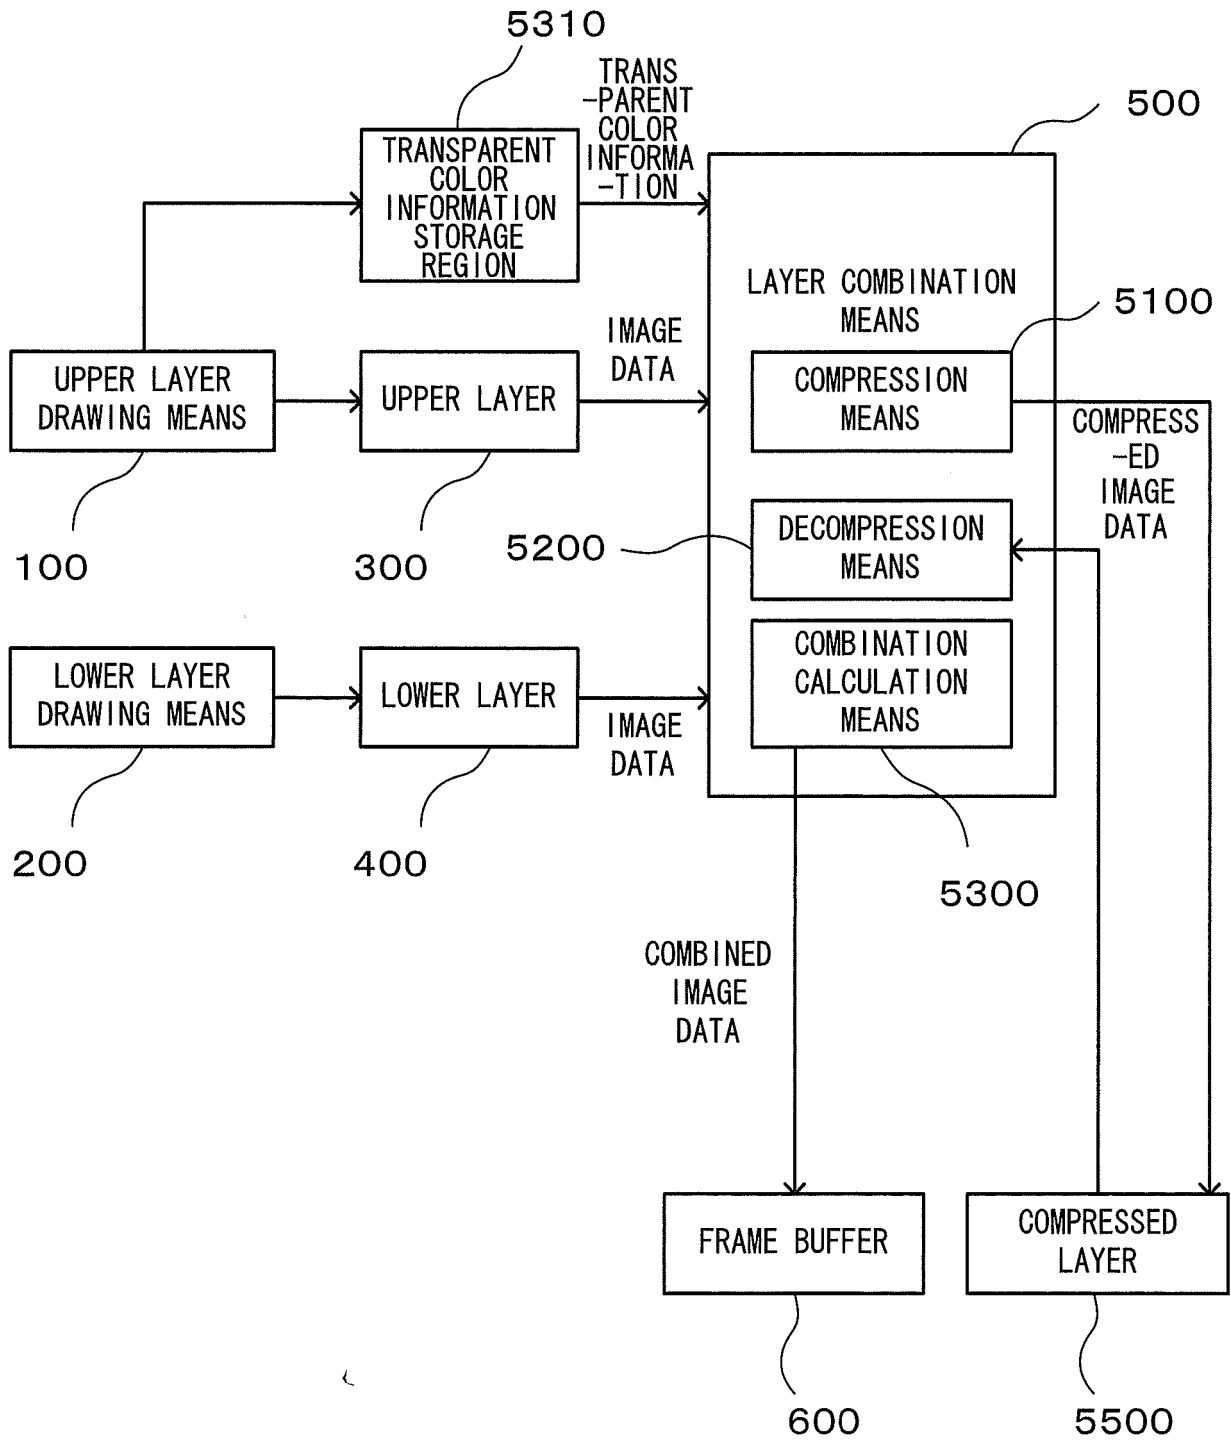 5310
TRANS
-PARENT
COLOR
INFORMA
-TION
500
TRANSPARENT
COLOR
INFORMATION
STORAGE
REGION
LAYER COMBINATION
MEANS
5100
IMAGE
DATA
UPPER LAYER
DRAWING MEANS
UPPER LAYER
COMPRESSION
MEANS
COMPRESS
-ED
IMAGE
DATA
100
300
5200
DECOMPRESSION
MEANS
LOWER LAYER
DRAWING MEANS
LOWER LAYER
COMBINATION
CALCULATION
MEANS
IMAGE
DATA
200
400
5300
COMBINED
IMAGE
DATA
FRAME BUFFER
COMPRESSED
LAYER
600
5500